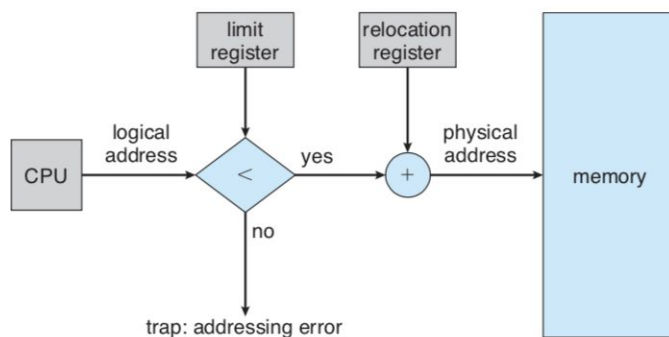 limit
register
relocation
register
logical
address
physical
address
CPU
<
yes
+
memory
no
trap: addressing error